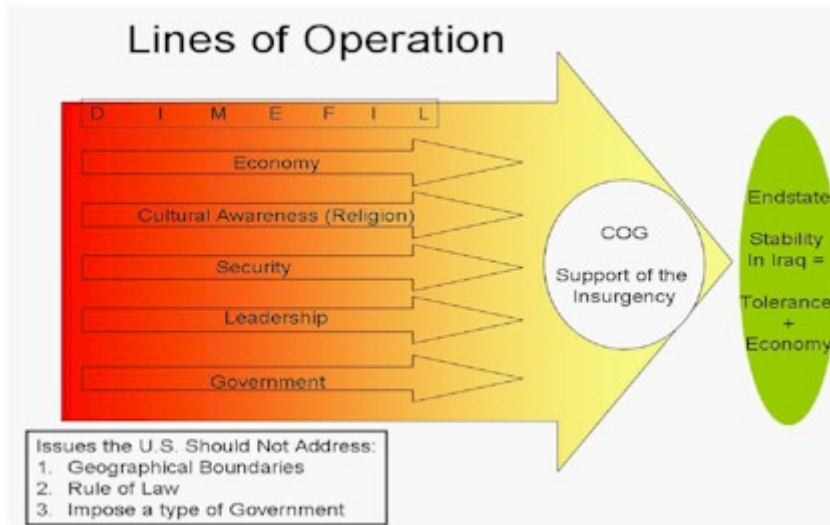 Lines of Operation
D I M E F I L
Economy
Cultural Awareness (Religion)
Security
Leadership
Government
COG
Support of the
Insurgency
Endstate
Stability
In Iraq =
Tolerance
+
Economy
Issues the U.S. Should Not Address:
1. Geographical Boundaries
2. Rule of Law
3. Impose a type of Government